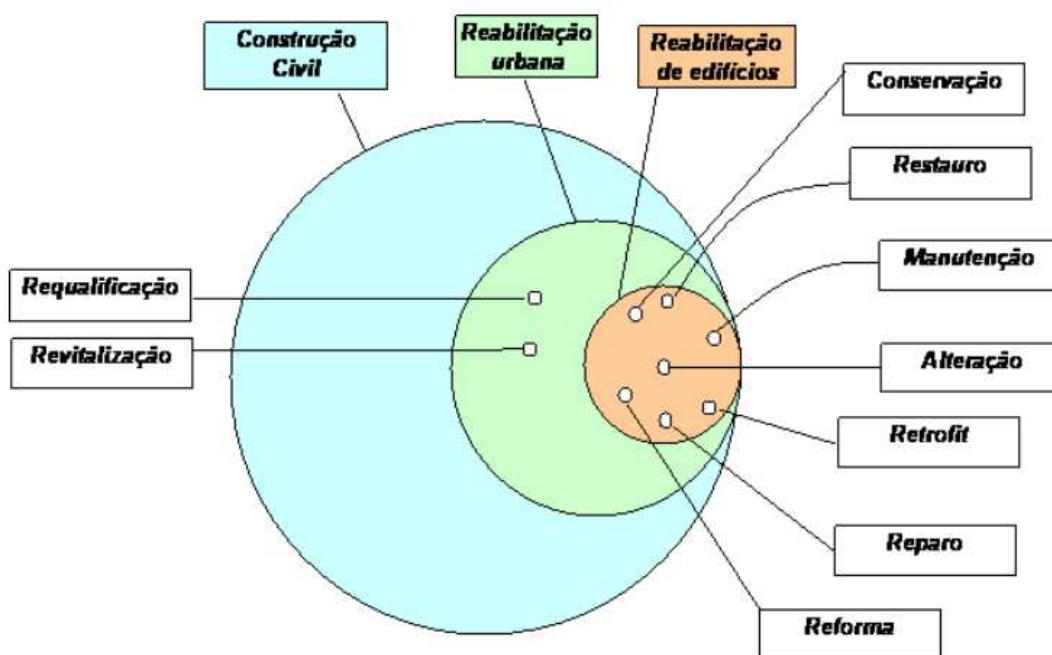 Construção
Civil
Reabilitação
urbana
Reabilitação
de edifícios
Conservação
Restauro
Manutenção
Requalificação
Revitalização
Alteração
Retrofit
Reparo
Reforma